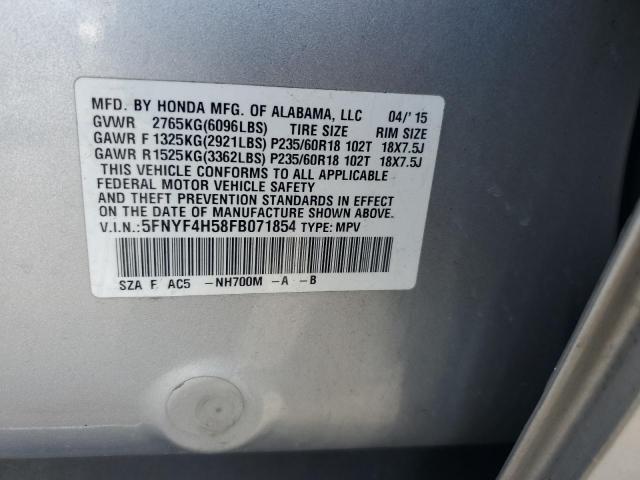 MFD. BY HONDA MFG. OF ALABAMA, LLC 04/'15
GVWR 2765KG(6096LBS) TIRE SIZE RIM SIZE
GAWR F 1325KG(2921LBS) P235/60R18 102T 18X7.5J
GAWR R1525KG(3362LBS) P235/60R18 102T 18X7.5J
THIS VEHICLE CONFORMS TO ALL APPLICABLE
FEDERAL MOTOR VEHICLE SAFETY
AND THEFT PREVENTION STANDARDS IN EFFECT
ON THE DATE OF MANUFACTURE SHOWN ABOVE.
V.I.N.:5FNYF4H58FB071854 TYPE: MPV
SZA F AC5 -NH700M -A -B